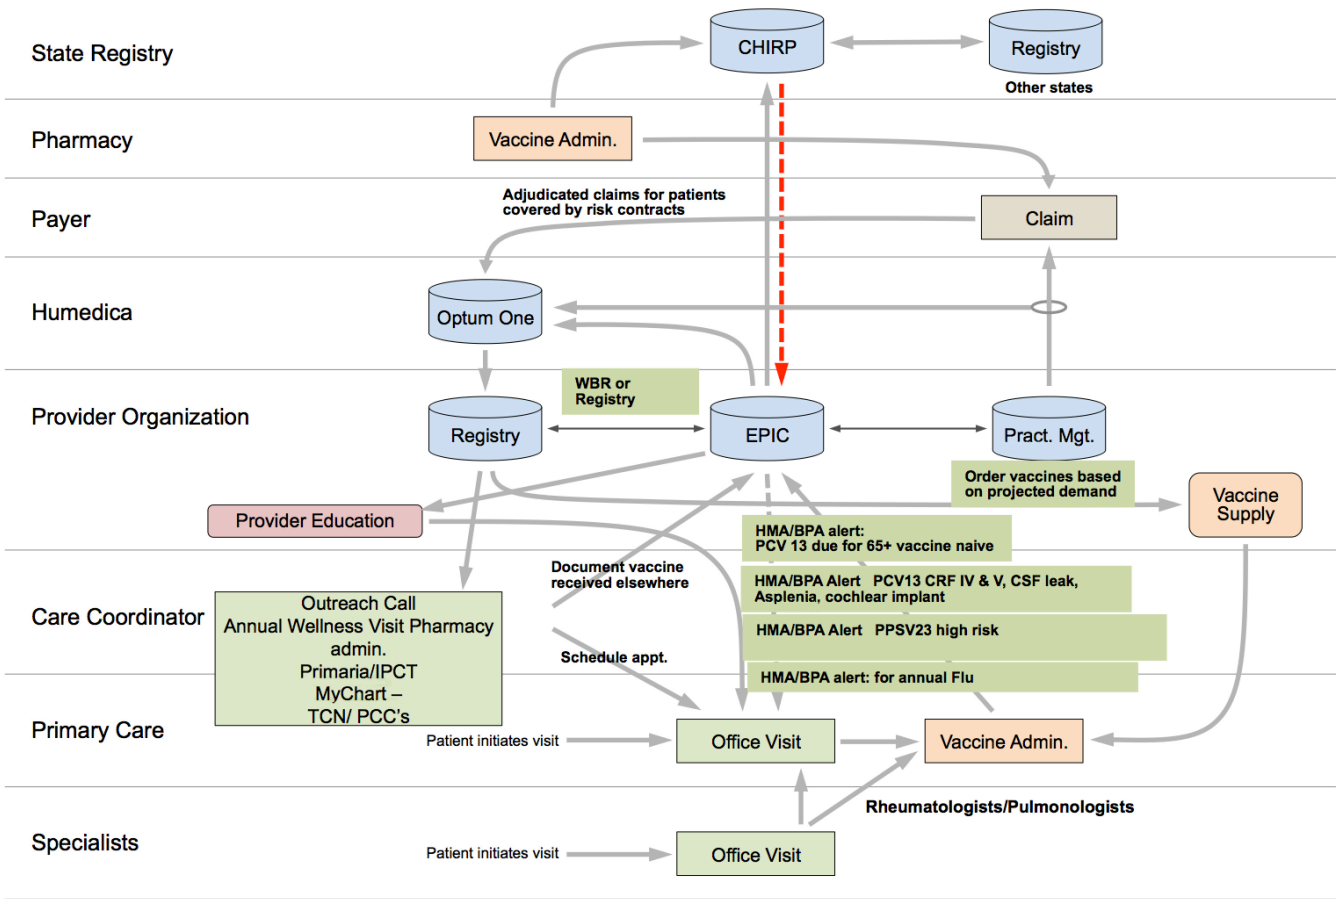 State Registry
CHIRP
Registry
Other states
Pharmacy
Vaccine Admin.
Payer
Adjudicated claims for patients
covered by risk contracts
Claim
Humedica
Optum One
Provider Organization
WBR or
Registry
Registry
EPIC
Pract. Mgt.
Order vaccines based
on projected demand
Vaccine
Supply
Provider Education
HMA/BPA alert:
PCV 13 due for 65+ vaccine naive
Care Coordinator
Document vaccine
received elsewhere
HMA/BPA Alert   PCV13 CRF IV & V, CSF leak,
Asplenia, cochlear implant
Outreach Call
Annual Wellness Visit Pharmacy
admin.
Primaria/IPCT
MyChart –
TCN/ PCC's
HMA/BPA Alert   PPSV23 high risk
Schedule appt.
HMA/BPA alert: for annual Flu
Primary Care
Patient initiates visit
Office Visit
Vaccine Admin.
Rheumatologists/Pulmonologists
Specialists
Patient initiates visit
Office Visit